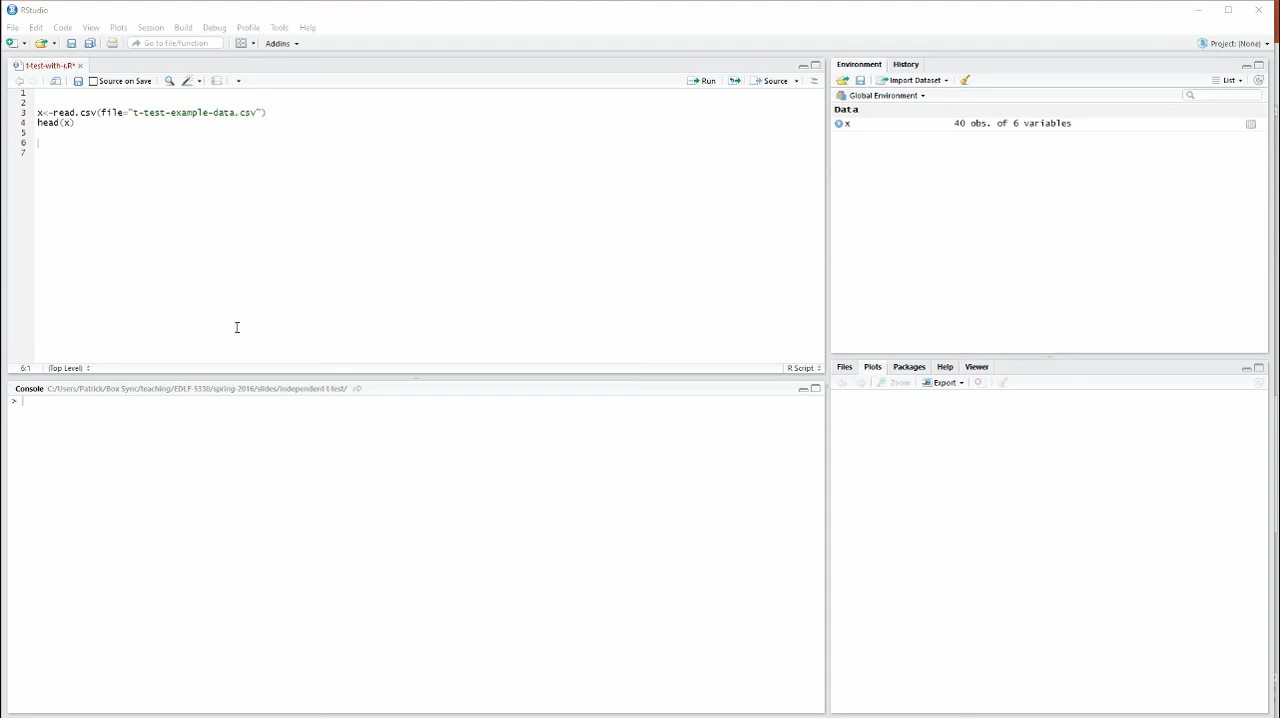 RStudio
File Edit Code View Plots Session Build Debug Profile Tools Help
Go to file/function Addins Project: (None)
t-test-with-r.R*
Source on Save Run Source
1
2
3 x<-read.csv(file="t-test-example-data.csv")
4 head(x)
5
6
7
6:1 (Top Level) R Script
Console C:/Users/Patrick/Box Sync/teaching/EDLF-5330/spring-2016/slides/independent-t-test/
>
Environment History
Import Dataset List
Global Environment
Data
x 40 obs. of 6 variables
Files Plots Packages Help Viewer
Zoom Export